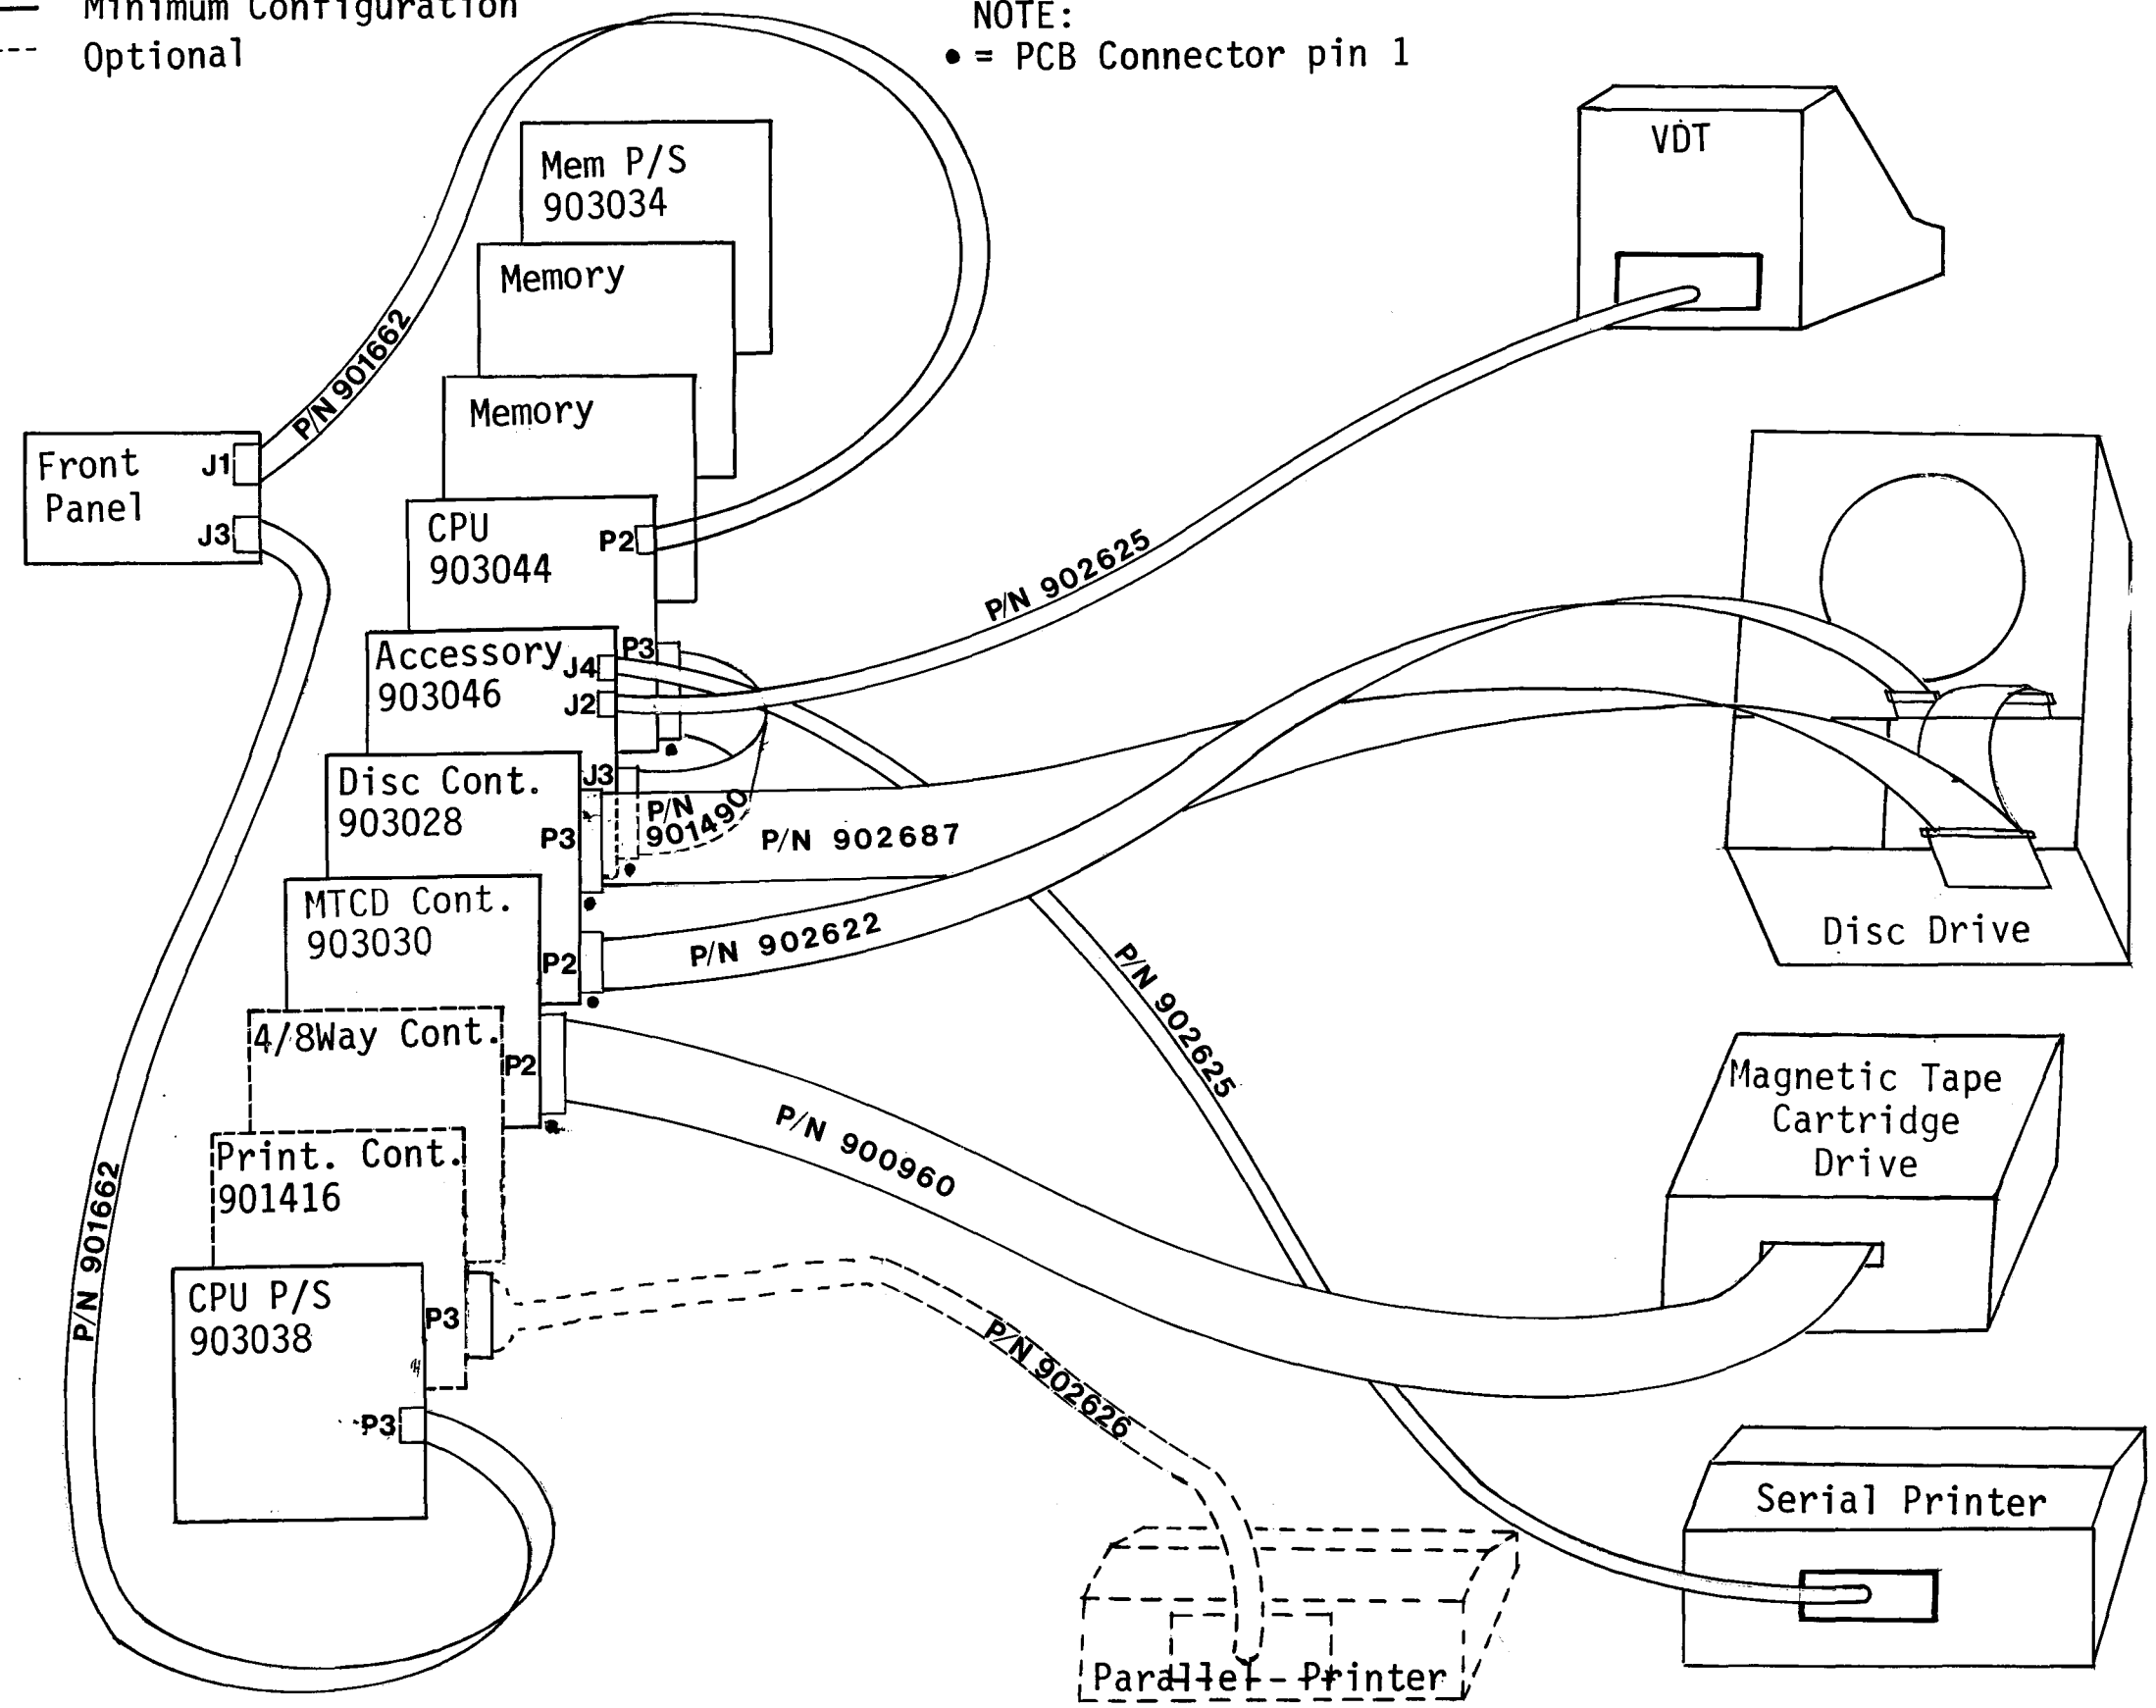 Minimum Configuration
--- Optional
NOTE:
● = PCB Connector pin 1
Mem P/S
903034
Memory
Memory
CPU
903044
P2
P3
Front
Panel
J1
J3
P/N 901662
Accessory
903046
J4
J2
J3
Disc Cont.
903028
P3
P2
MTCD Cont.
903030
P2
4/8Way Cont.
Print. Cont.
901416
P3
CPU P/S
903038
P3
P/N 901662
P/N
901490
P/N 902625
P/N 902687
P/N 902622
P/N 902625
P/N 900960
P/N 902626
VDT
Disc Drive
Magnetic Tape
Cartridge
Drive
Serial Printer
Parallel Printer